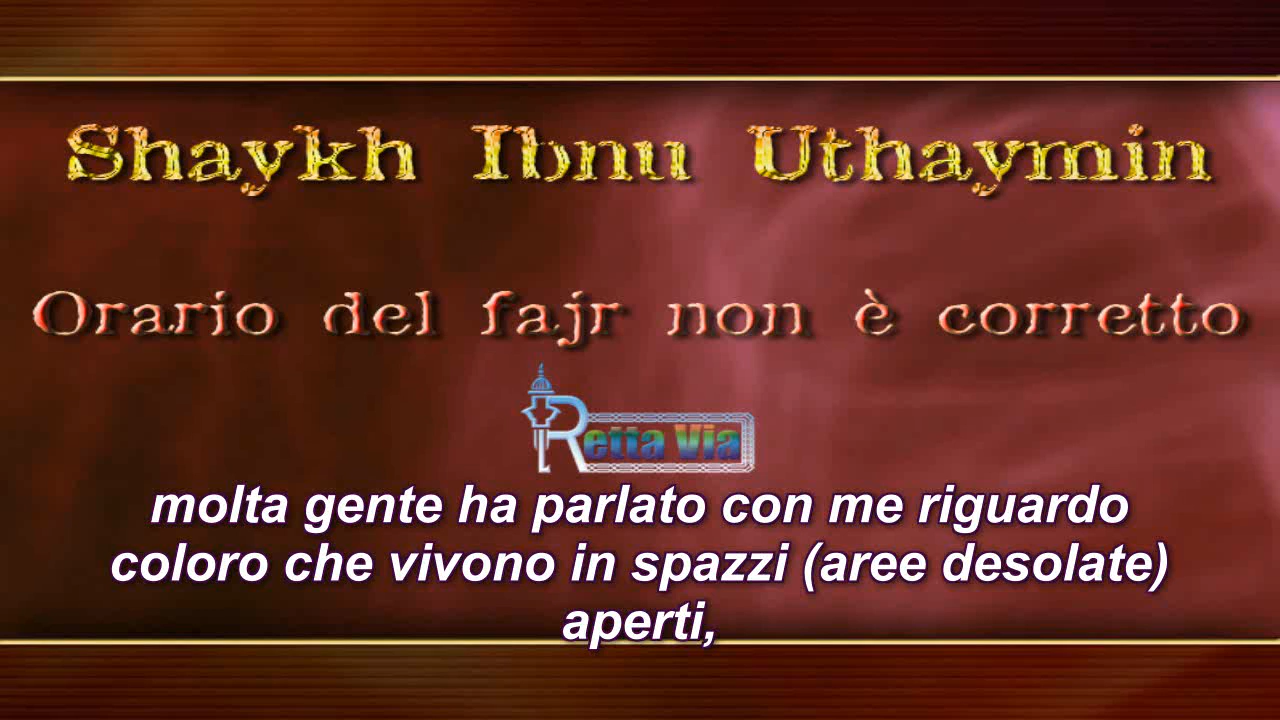 Shaykh Ibnu Uthaymin
Orario del fajr non è corretto
Retta Via
molta gente ha parlato con me riguardo
coloro che vivono in spazzi (aree desolate)
aperti,